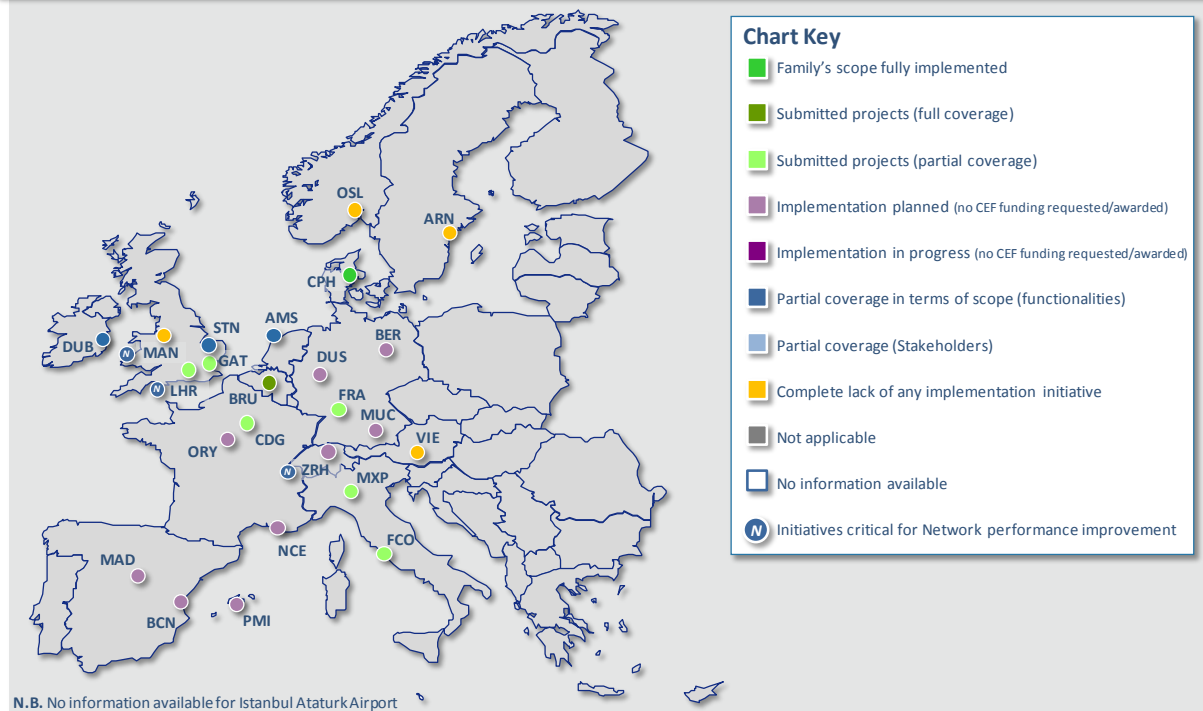 OSL
ARN
CPH
STN
AMS
DUB
N
MAN
GAT
BER
DUS
N
LHR
BRU
FRA
MUC
ORY
CDG
VIE
N
ZRH
MXP
NCE
FCO
MAD
BCN
PMI
N.B. No information available for Istanbul Ataturk Airport
Chart Key
Family's scope fully implemented
Submitted projects (full coverage)
Submitted projects (partial coverage)
Implementation planned (no CEF funding requested/awarded)
Implementation in progress (no CEF funding requested/awarded)
Partial coverage in terms of scope (functionalities)
Partial coverage (Stakeholders)
Complete lack of any implementation initiative
Not applicable
No information available
N Initiatives critical for Network performance improvement